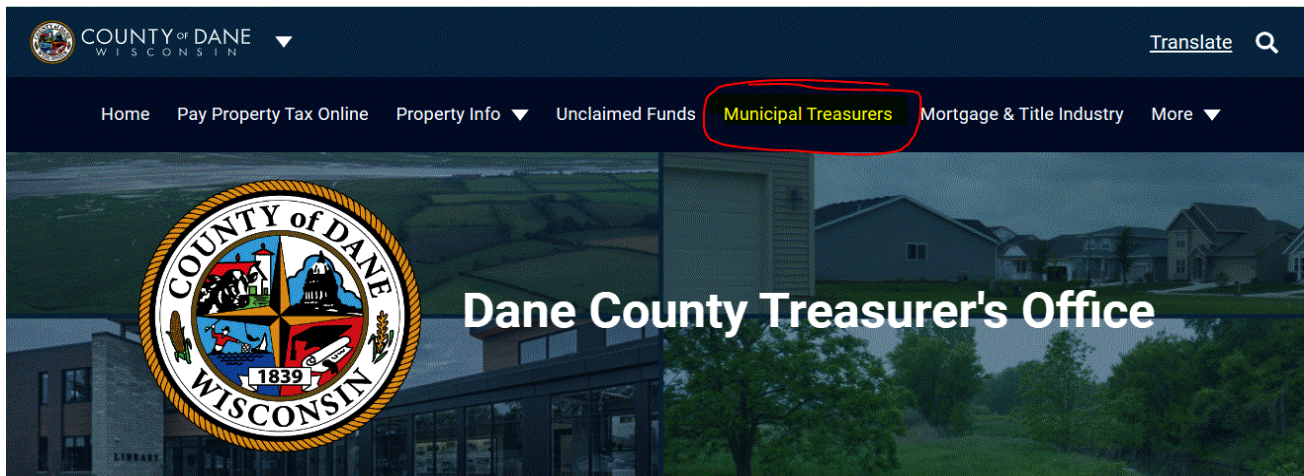 COUNTY OF DANE
WISCONSIN
Translate
Home Pay Property Tax Online Property Info Unclaimed Funds Municipal Treasurers Mortgage & Title Industry More
COUNTY of DANE
Dane County Treasurer's Office
1839
WISCONSIN
LIBRARY